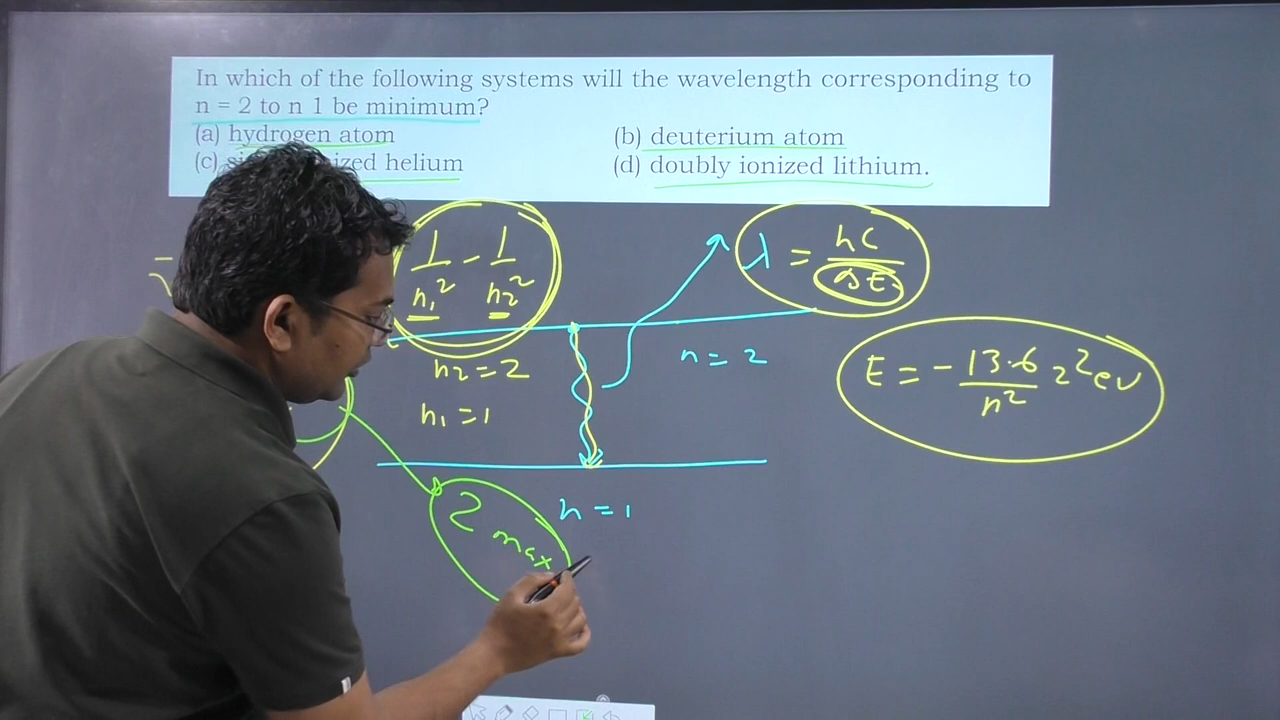 In which of the following systems will the wavelength corresponding to
n = 2 to n 1 be minimum?
(a) hydrogen atom
(b) deuterium atom
(c) ized helium
(d) doubly ionized lithium.
1/n₁² - 1/n₂²
λ = hc/ΔE
n2 = 2
n = 2
n₁ = 1
E = - 13.6/n² z² eV
n = 1
Z max